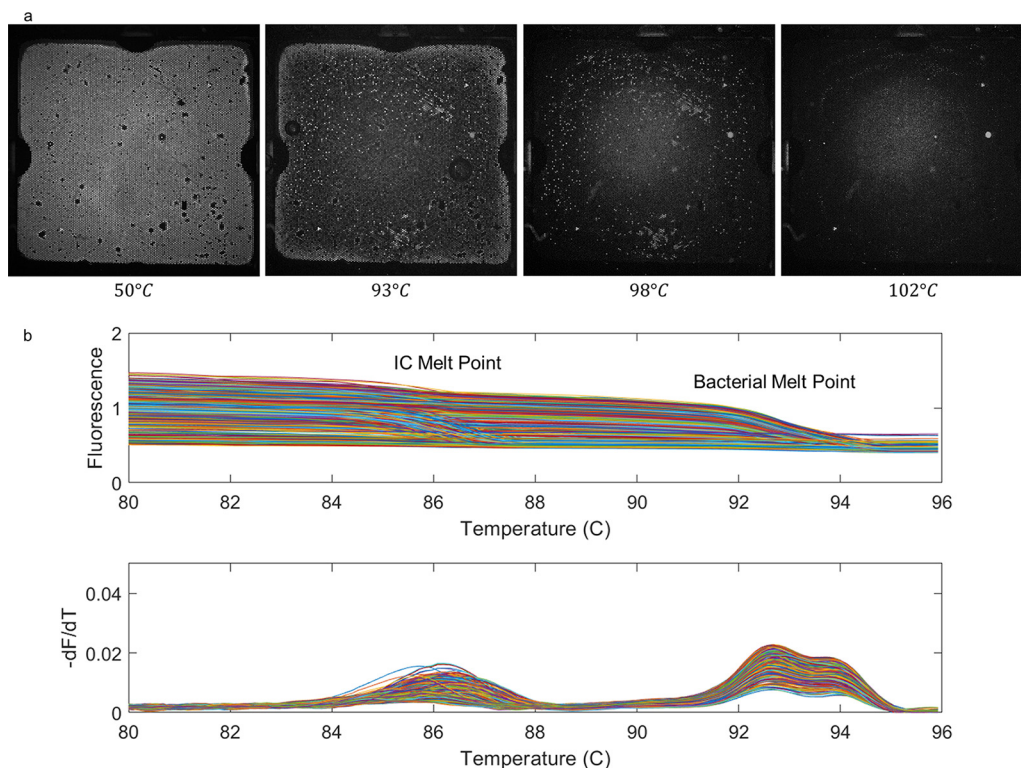 a
50°C
93°C
98°C
102°C
b
2
IC Melt Point
Bacterial Melt Point
1
Fluorescence
0
80 82 84 86 88 90 92 94 96
Temperature (C)
0.04
-dF/dT
0.02
0
80 82 84 86 88 90 92 94 96
Temperature (C)